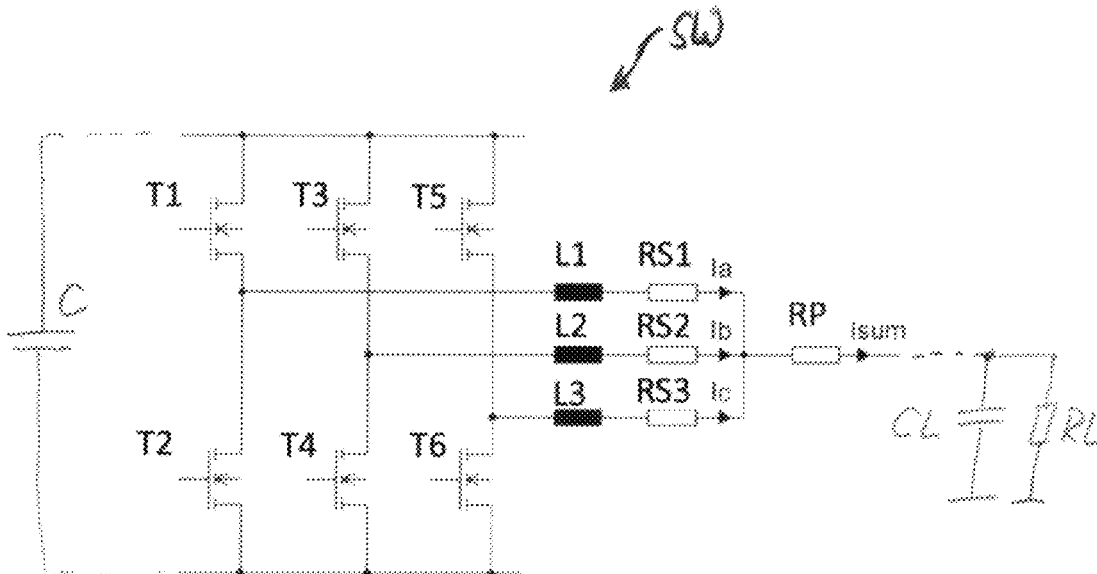 SW
T1 T3 T5
L1 RS1 Ia
C
L2 RS2 Ib RP Isum
L3 RS3 Ic
T2 T4 T6
CL RL